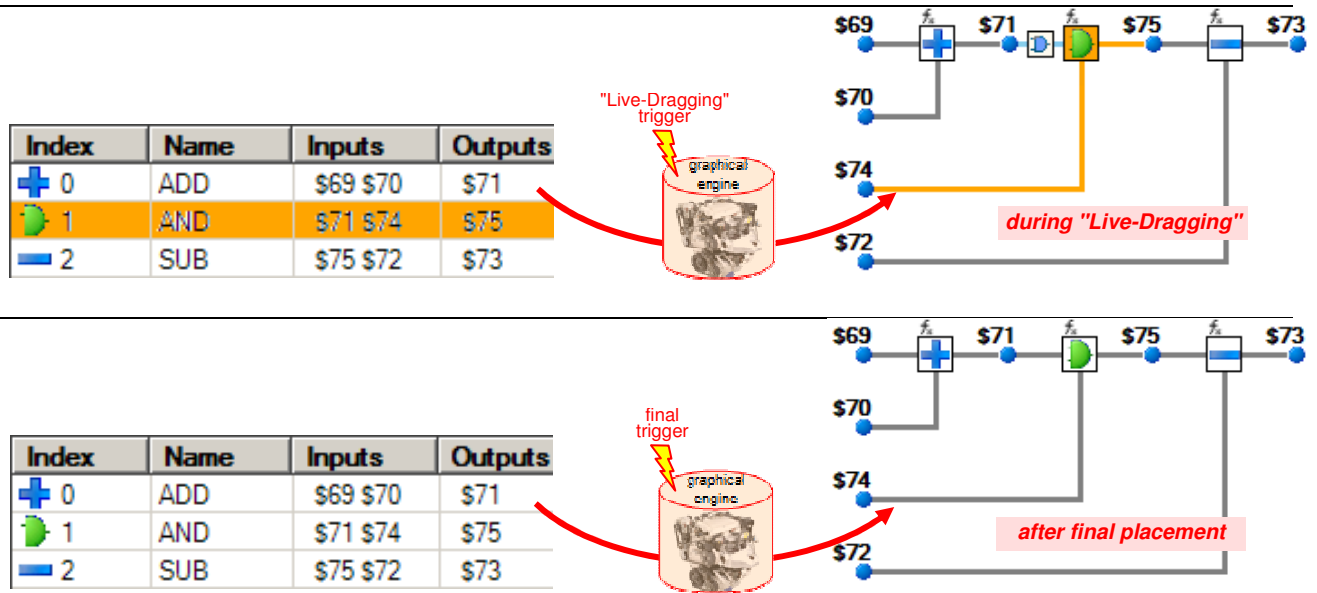 $69 $71 $75 $73
"Live-Dragging"
trigger
$70
Index Name Inputs Outputs
graphical
engine
0 ADD $69 $70 $71
$74
1 AND $71 $74 $75
during "Live-Dragging"
2 SUB $75 $72 $73
$72
$69 $71 $75 $73
final
trigger
$70
Index Name Inputs Outputs
graphical
engine
0 ADD $69 $70 $71
$74
1 AND $71 $74 $75
after final placement
2 SUB $75 $72 $73
$72